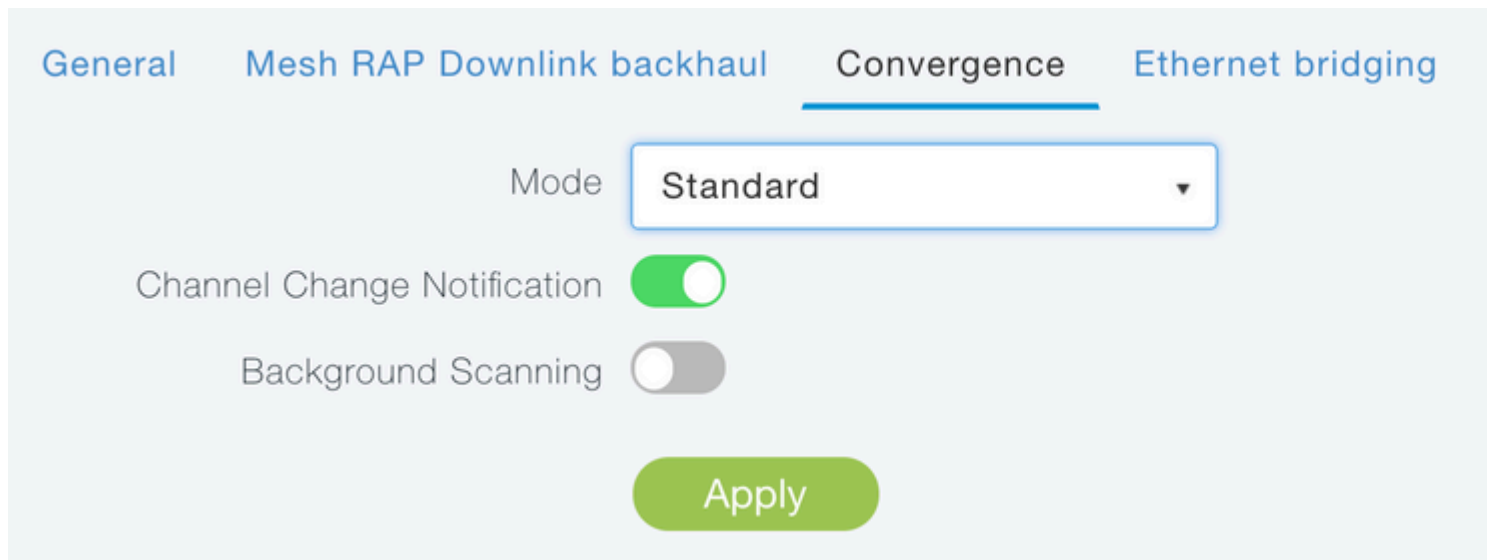 General Mesh RAP Downlink backhaul Convergence Ethernet bridging
Mode Standard
Channel Change Notification
Background Scanning
Apply